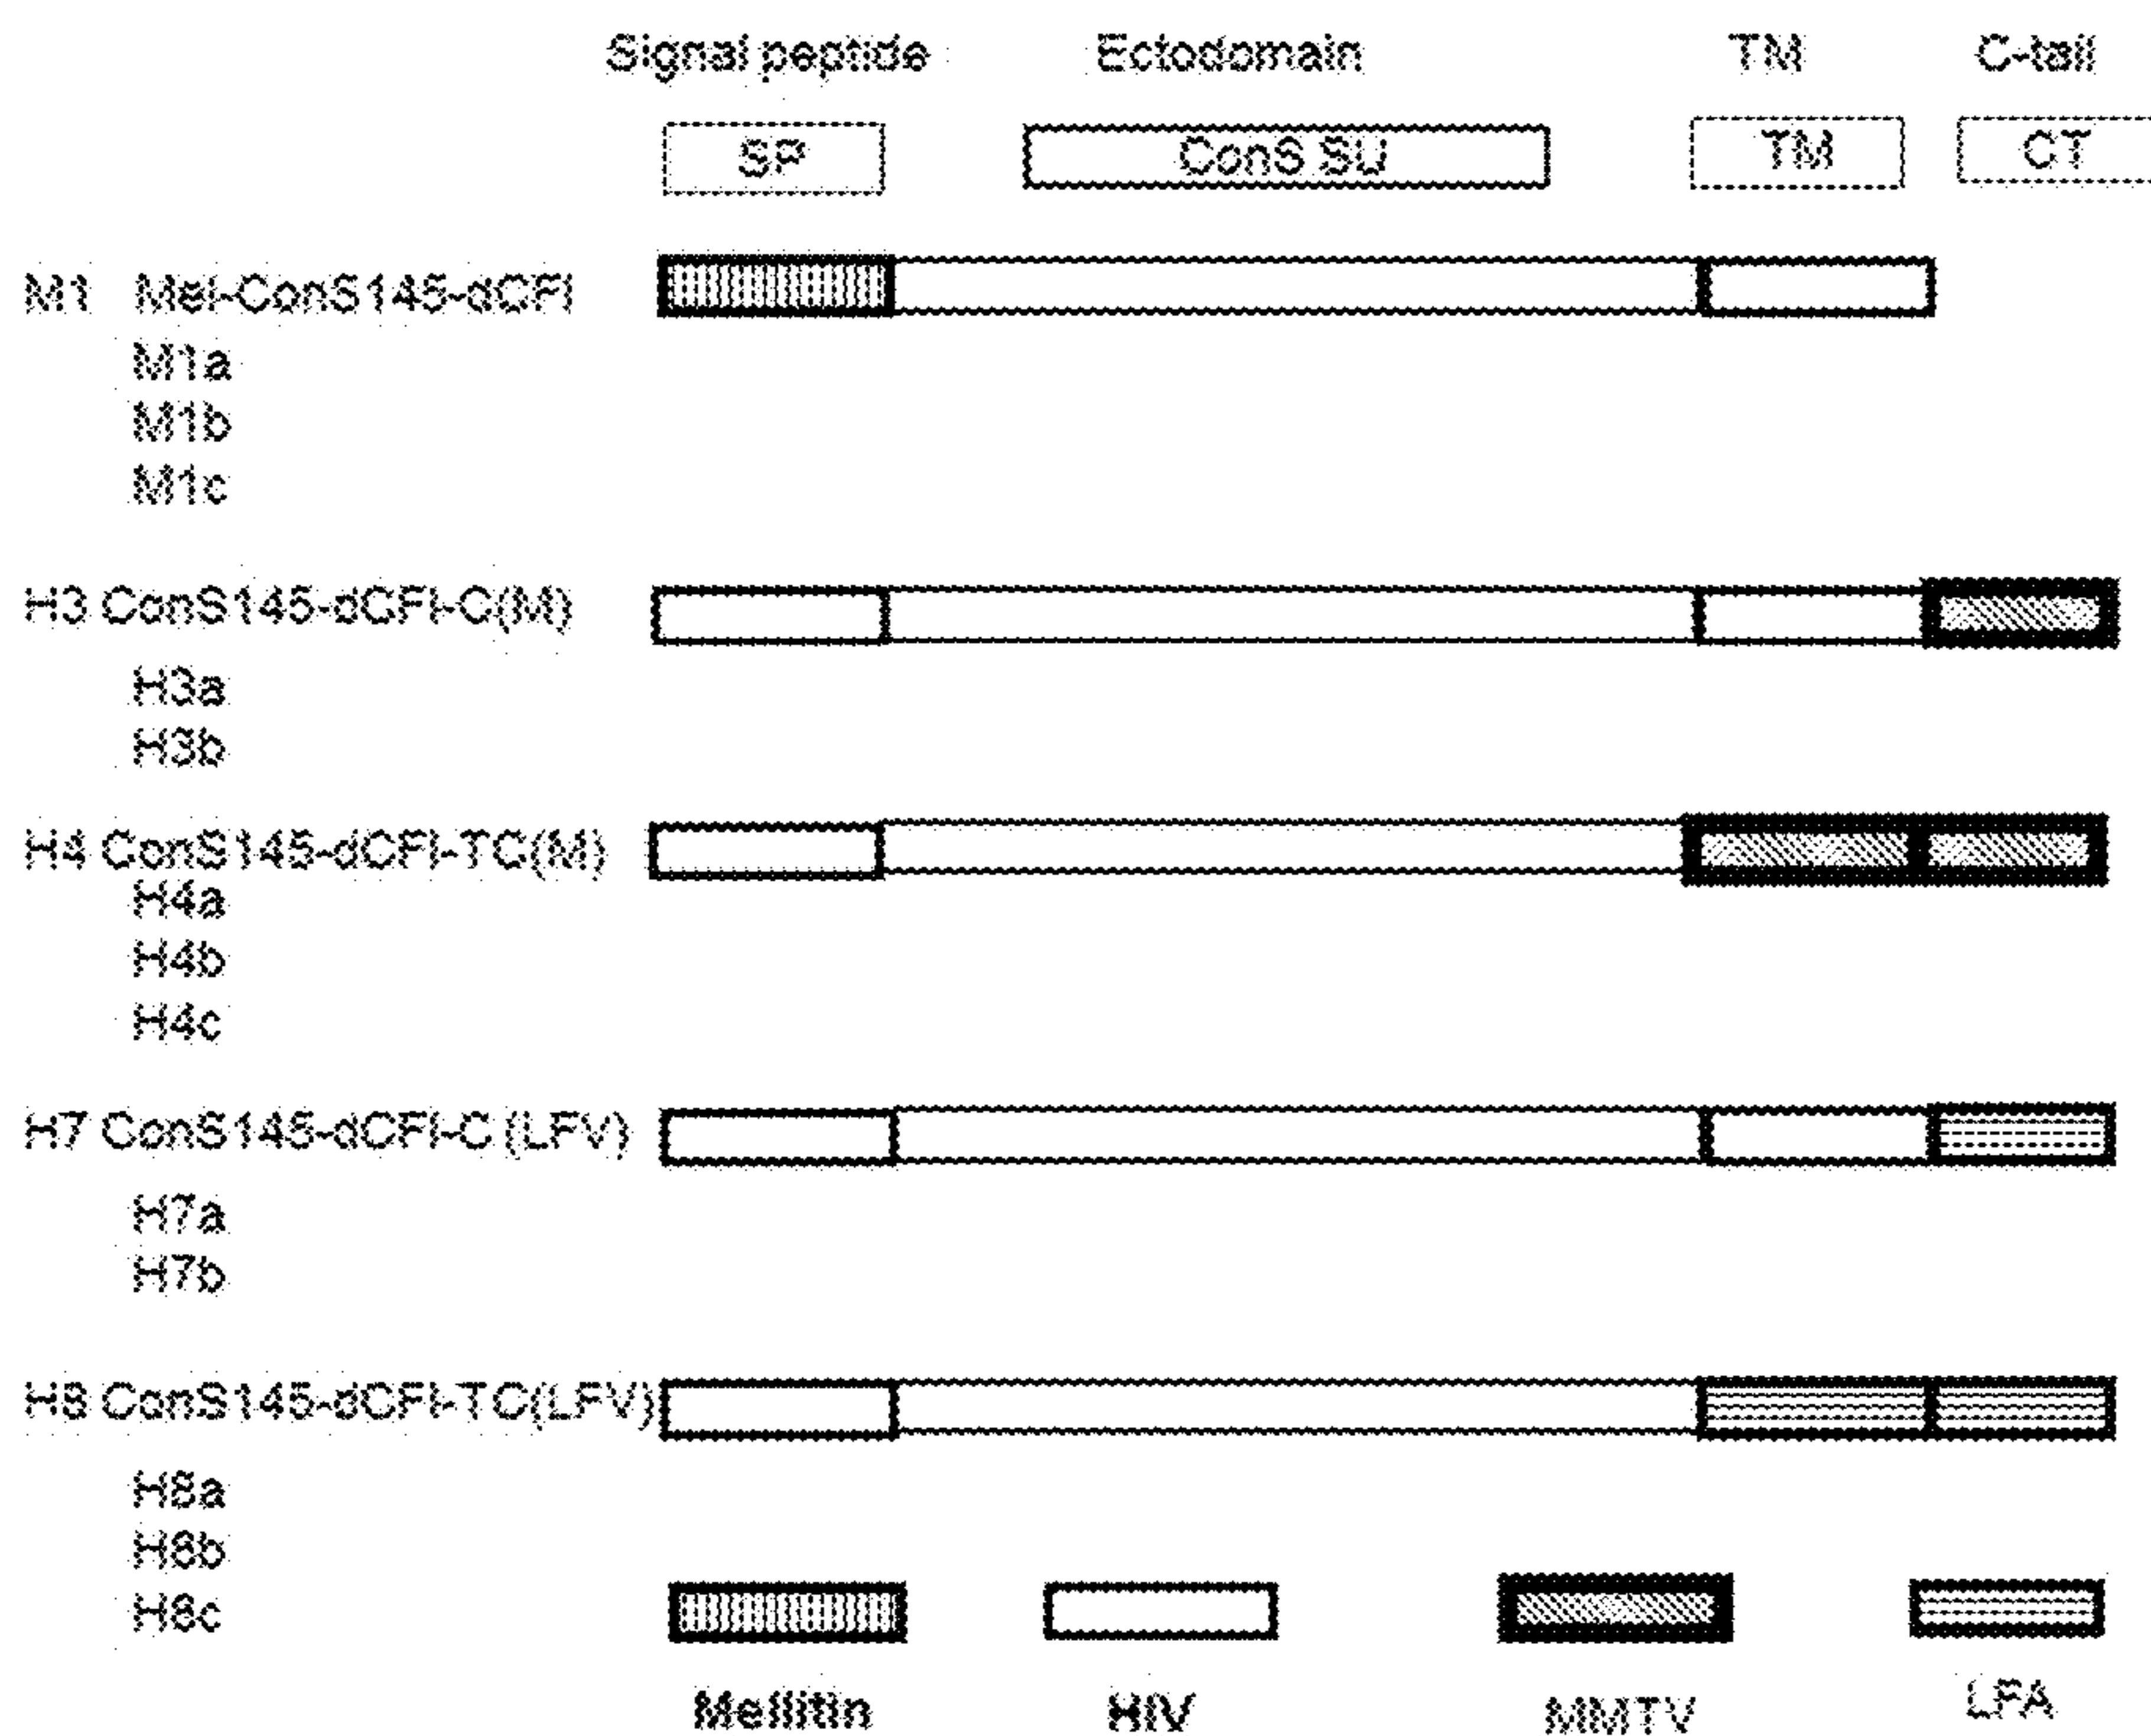 Signal peptide Ectodomain TM C-tail
SP ConS SU TM CT
M1 Mel-ConS145-dCFI
M1a
M1b
M1c
H3 ConS145-dCFI-C(M)
H3a
H3b
H4 ConS145-dCFI-TC(M)
H4a
H4b
H4c
H7 ConS145-dCFI-C (LFV)
H7a
H7b
H8 ConS145-dCFI-TC(LFV)
H8a
H8b
H8c
Mellitin HIV MMTV LFA